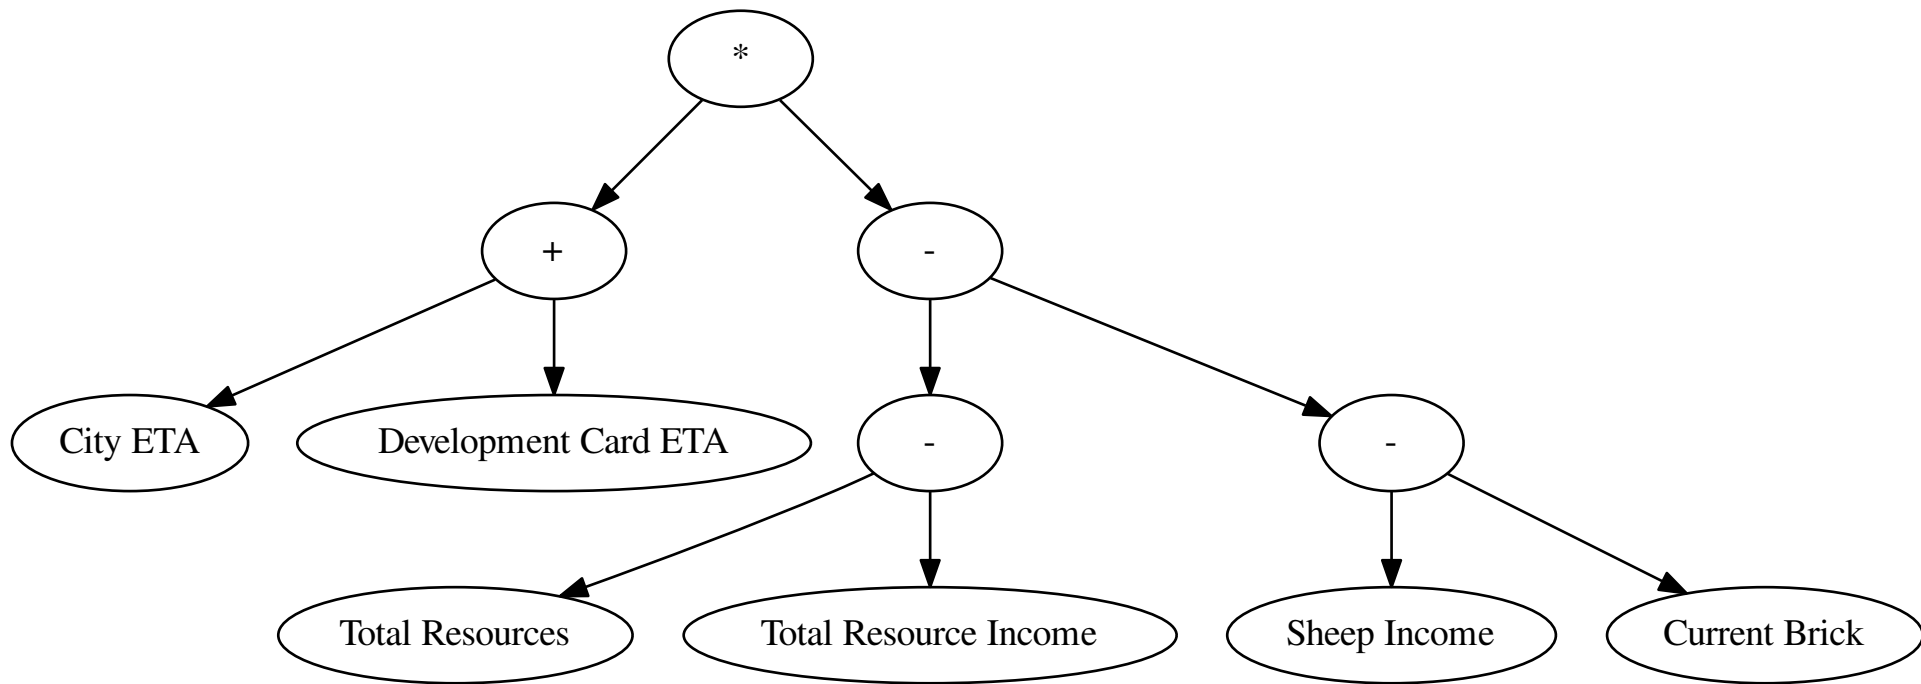 *
+
-
City ETA
Development Card ETA
-
-
Total Resources
Total Resource Income
Sheep Income
Current Brick